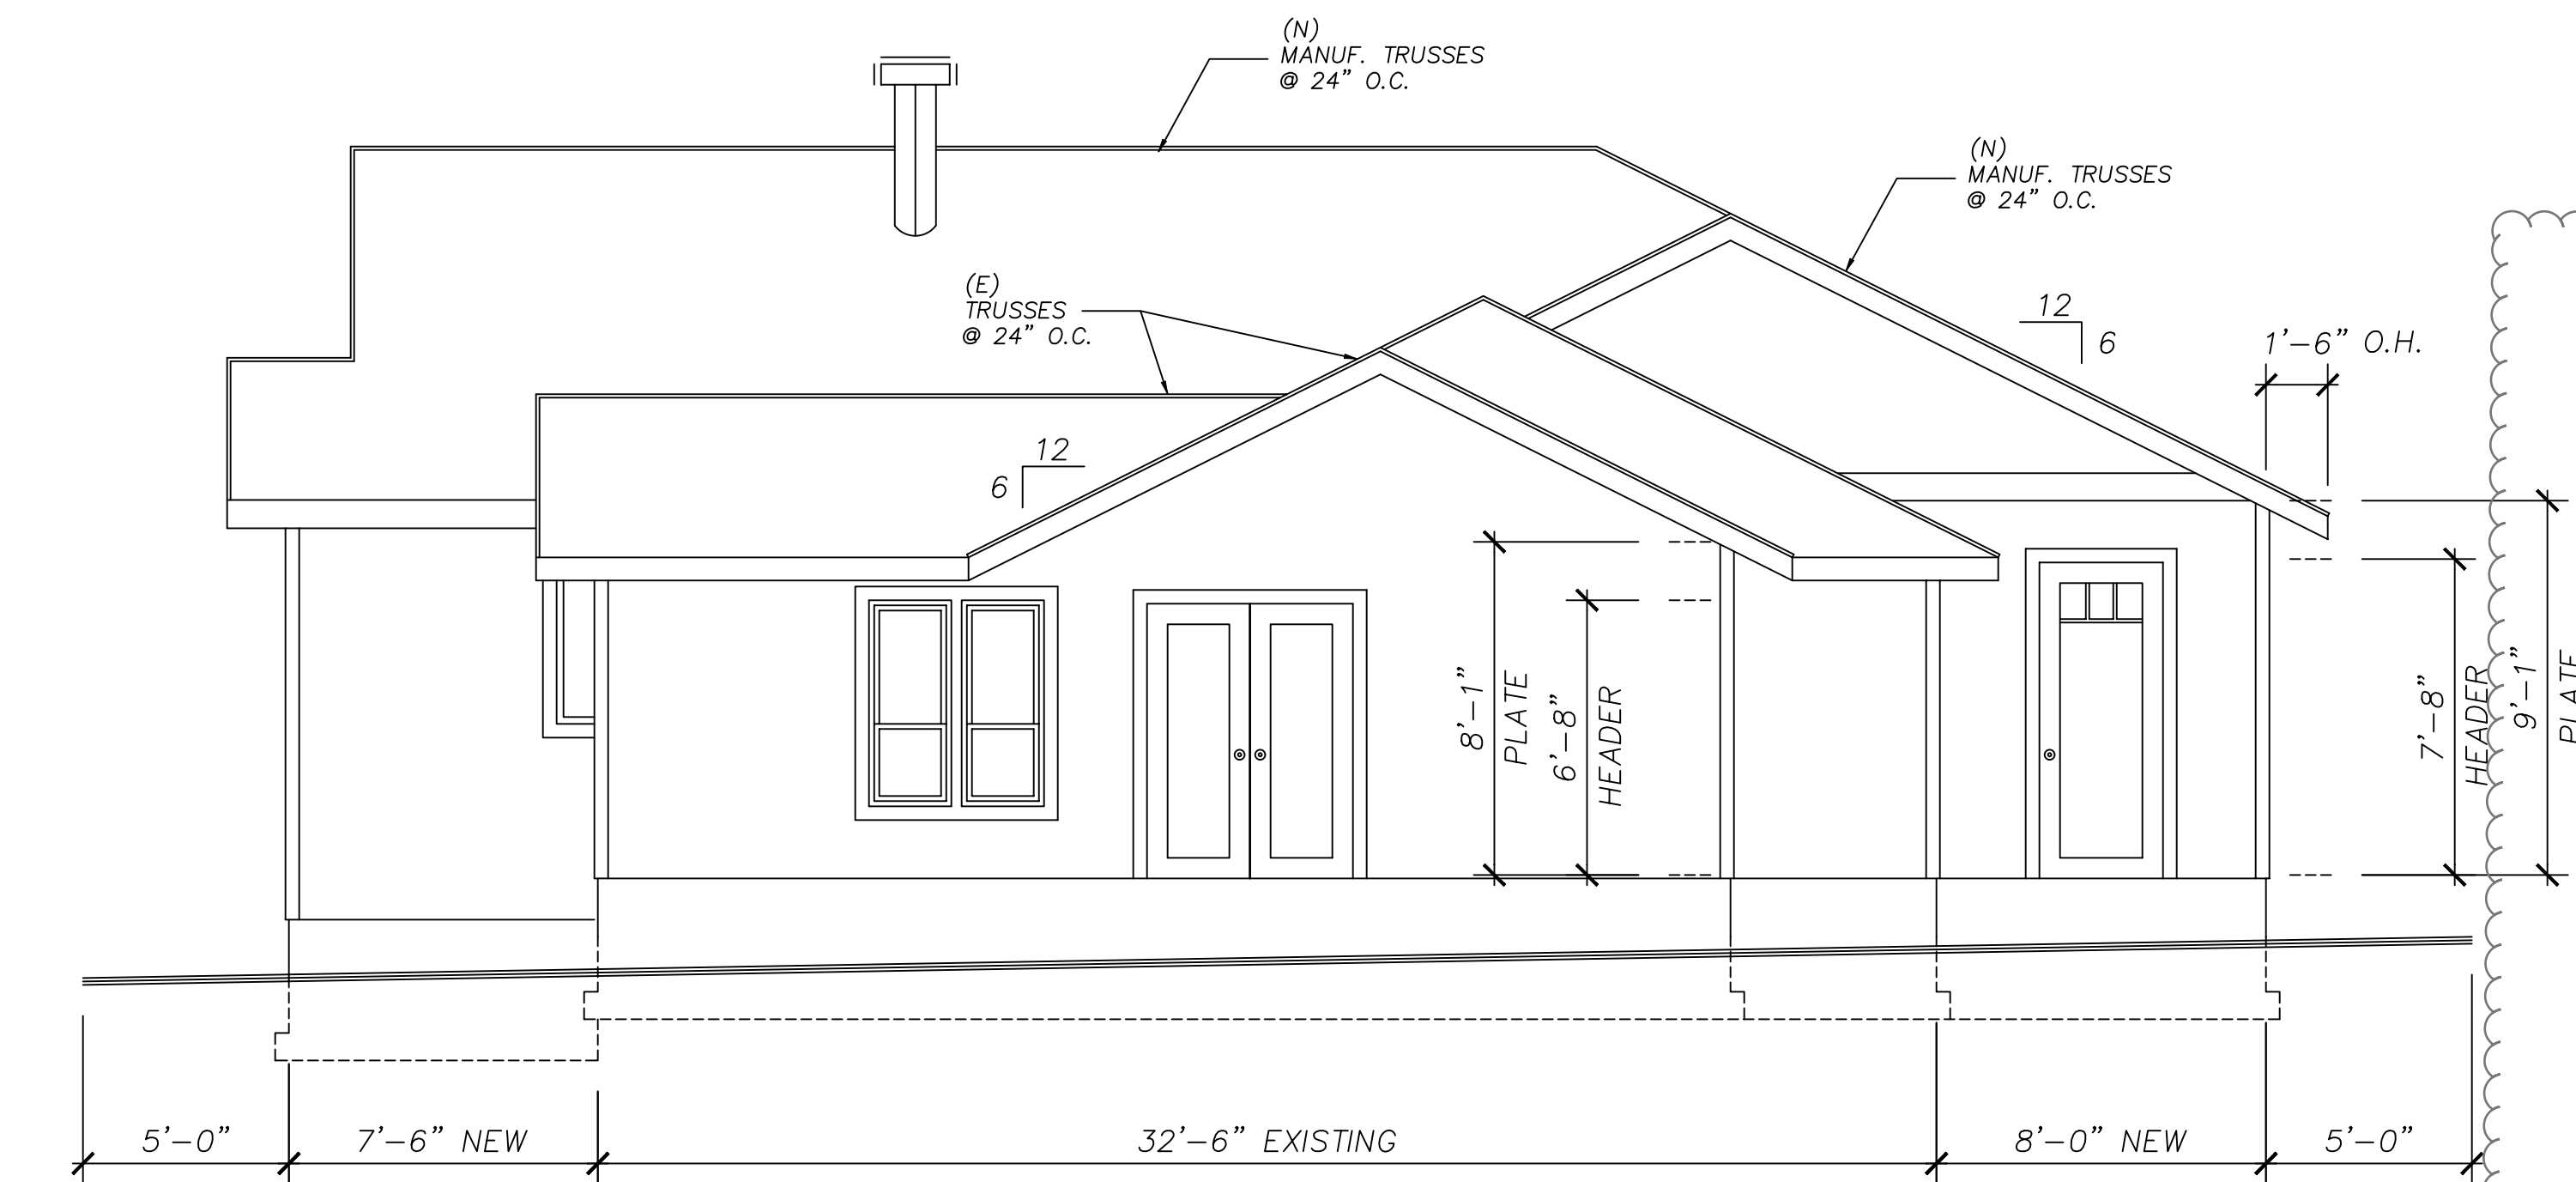 (N)
MANUF. TRUSSES
@ 24" O.C.
(N)
MANUF. TRUSSES
@ 24" O.C.
(E)
TRUSSES
@ 24" O.C.
12
6
1'-6" O.H.
12
6
8'-1"
PLATE
6'-8"
HEADER
7'-8"
HEADER
9'-1"
PLATE
5'-0"
7'-6" NEW
32'-6" EXISTING
8'-0" NEW
5'-0"